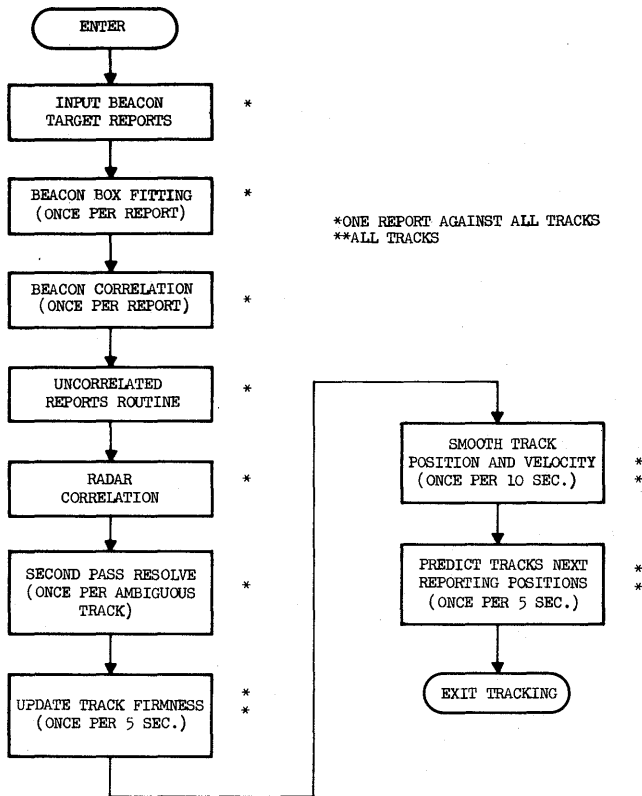 ENTER
INPUT BEACON
TARGET REPORTS
*
BEACON BOX FITTING
(ONCE PER REPORT)
*
*ONE REPORT AGAINST ALL TRACKS
**ALL TRACKS
BEACON CORRELATION
(ONCE PER REPORT)
*
UNCORRELATED
REPORTS ROUTINE
*
RADAR
CORRELATION
*
SECOND PASS RESOLVE
(ONCE PER AMBIGUOUS
TRACK)
*
UPDATE TRACK FIRMNESS
(ONCE PER 5 SEC.)
*
*
SMOOTH TRACK
POSITION AND VELOCITY
(ONCE PER 10 SEC.)
*
*
PREDICT TRACKS NEXT
REPORTING POSITIONS
(ONCE PER 5 SEC.)
*
*
EXIT TRACKING